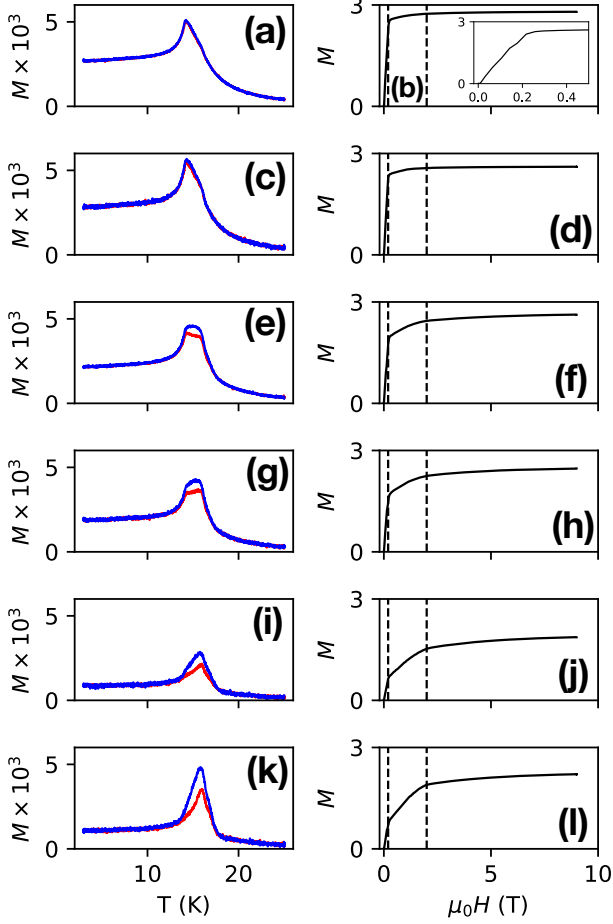 M × 10³
5
0
(a)
M
3
0
(b)
3
0
0.0 0.2 0.4
M × 10³
5
0
(c)
M
3
0
(d)
M × 10³
5
0
(e)
M
3
0
(f)
M × 10³
5
0
(g)
M
3
0
(h)
M × 10³
5
0
(i)
M
3
0
(j)
M × 10³
5
0
(k)
M
3
0
(l)
10 20
T (K)
0 5 10
μ₀H (T)